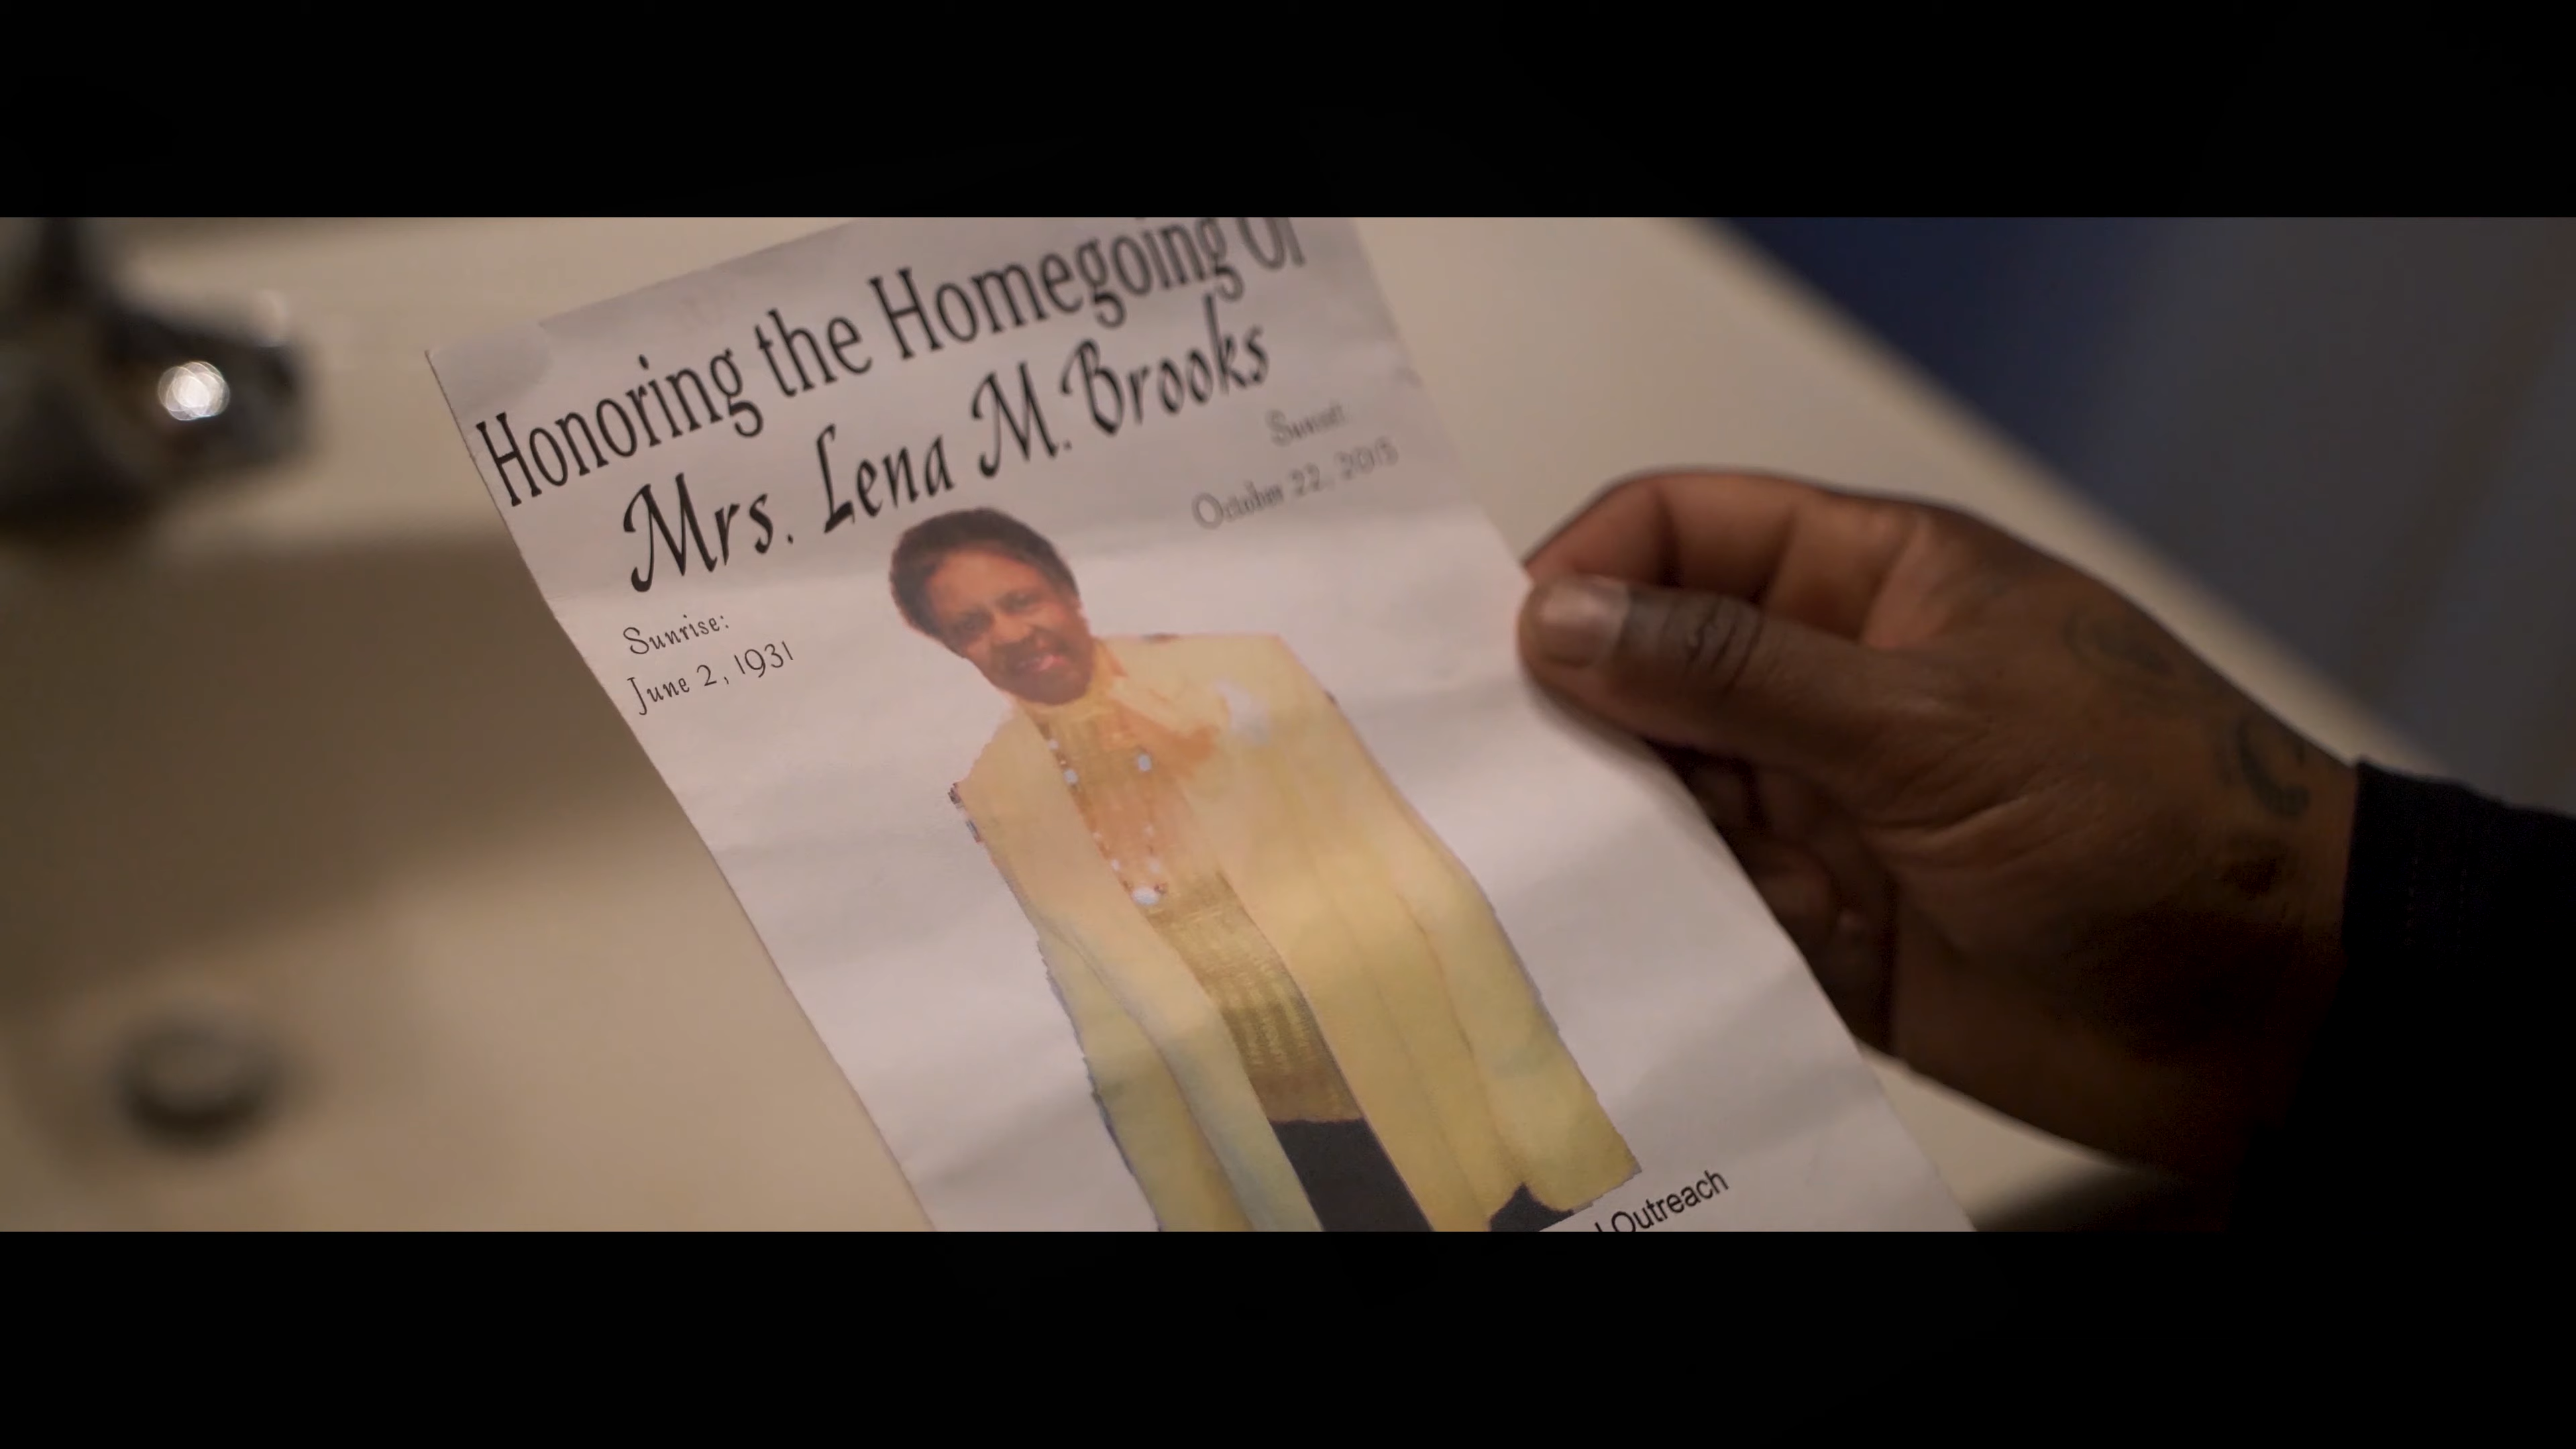 Honoring the Homegoing Of
Mrs. Lena M. Brooks
Sunset:
October 22, 2015
Sunrise:
June 2, 1931
Outreach